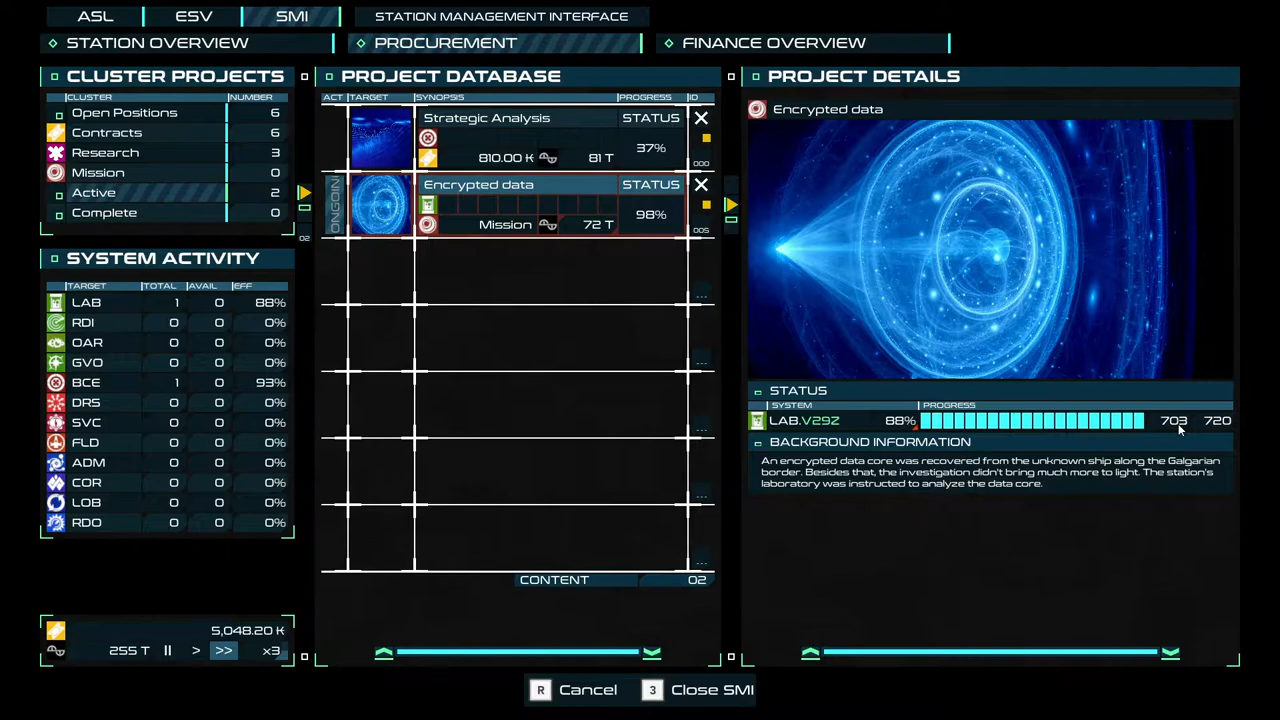 ASL ESV SMI STATION MANAGEMENT INTERFACE
STATION OVERVIEW PROCUREMENT FINANCE OVERVIEW
CLUSTER PROJECTS
CLUSTER NUMBER
Open Positions 6
Contracts 6
Research 3
Mission 0
Active 2
Complete 0
02
SYSTEM ACTIVITY
TARGET TOTAL AVAIL EFF
LAB 1 0 88%
RDI 0 0 0%
OAR 0 0 0%
GVO 0 0 0%
BCE 1 0 93%
DRS 0 0 0%
SVC 0 0 0%
FLD 0 0 0%
ADM 0 0 0%
COR 0 0 0%
LOB 0 0 0%
RDO 0 0 0%
5,048.20 K
255 T II > >> x3
PROJECT DATABASE
ACT TARGET SYNOPSIS PROGRESS ID
Strategic Analysis STATUS X
37%
810.00 K 81 T 000
ONGOIN
Encrypted data STATUS X
98%
Mission 72 T 005
...
...
...
...
...
CONTENT 02
PROJECT DETAILS
Encrypted data
STATUS
SYSTEM PROGRESS
LAB.V29Z 88% 703 720
BACKGROUND INFORMATION
An encrypted data core was recovered from the unknown ship along the Galgarian
border. Besides that, the investigation didn't bring much more to light. The station's
laboratory was instructed to analyze the data core.
R Cancel 3 Close SMI